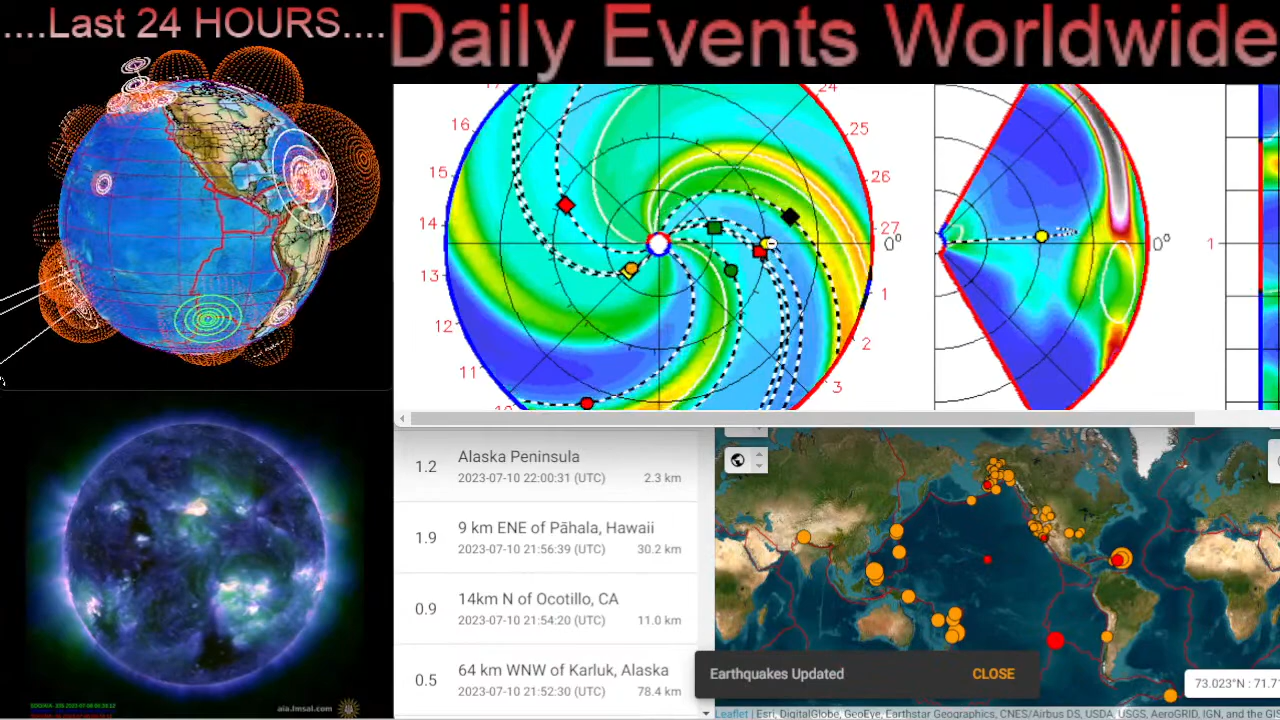 ....Last 24 HOURS....
Daily Events Worldwide
24
25
26
27
0°
1
2
3
16
15
14
13
12
11
0°
1
1.2
Alaska Peninsula
2023-07-10 22:00:31 (UTC) 2.3 km
1.9
9 km ENE of Pāhala, Hawaii
2023-07-10 21:56:39 (UTC) 30.2 km
0.9
14km N of Ocotillo, CA
2023-07-10 21:54:20 (UTC) 11.0 km
0.5
64 km WNW of Karluk, Alaska
2023-07-10 21:52:30 (UTC) 78.4 km
Earthquakes Updated
CLOSE
73.023°N : 71.7
Leaflet | Esri, DigitalGlobe, GeoEye, Earthstar Geographics, CNES/Airbus DS, USDA, USGS, AeroGRID, IGN, and the GIS
aia.lmsal.com